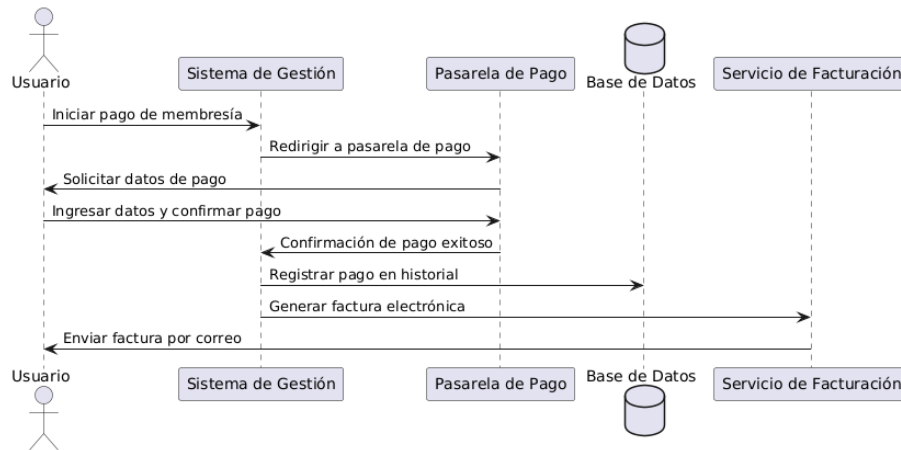 Usuario
Sistema de Gestión
Pasarela de Pago
Base de Datos
Servicio de Facturación
Iniciar pago de membresía
Redirigir a pasarela de pago
Solicitar datos de pago
Ingresar datos y confirmar pago
Confirmación de pago exitoso
Registrar pago en historial
Generar factura electrónica
Enviar factura por correo
Usuario
Sistema de Gestión
Pasarela de Pago
Base de Datos
Servicio de Facturación